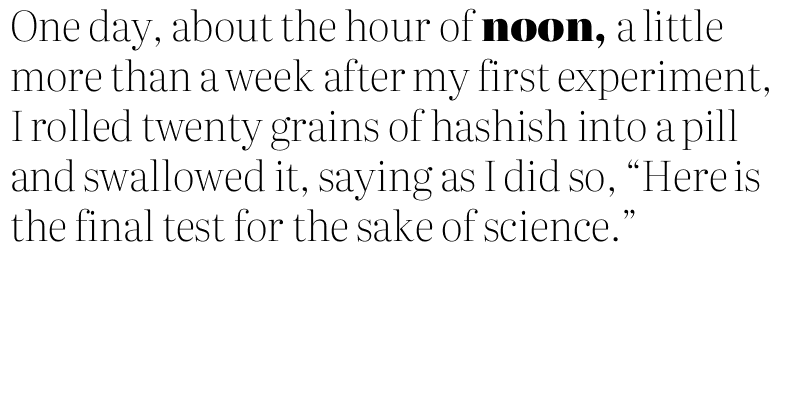 One day, about the hour of noon, a little
more than a week after my first experiment,
I rolled twenty grains of hashish into a pill
and swallowed it, saying as I did so, “Here is
the final test for the sake of science.”